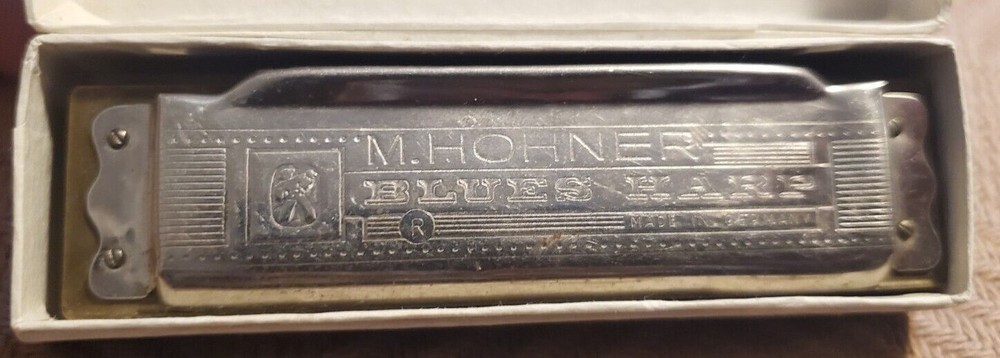 M.HOHNER
BLUES HARP
® MADE IN GERMANY